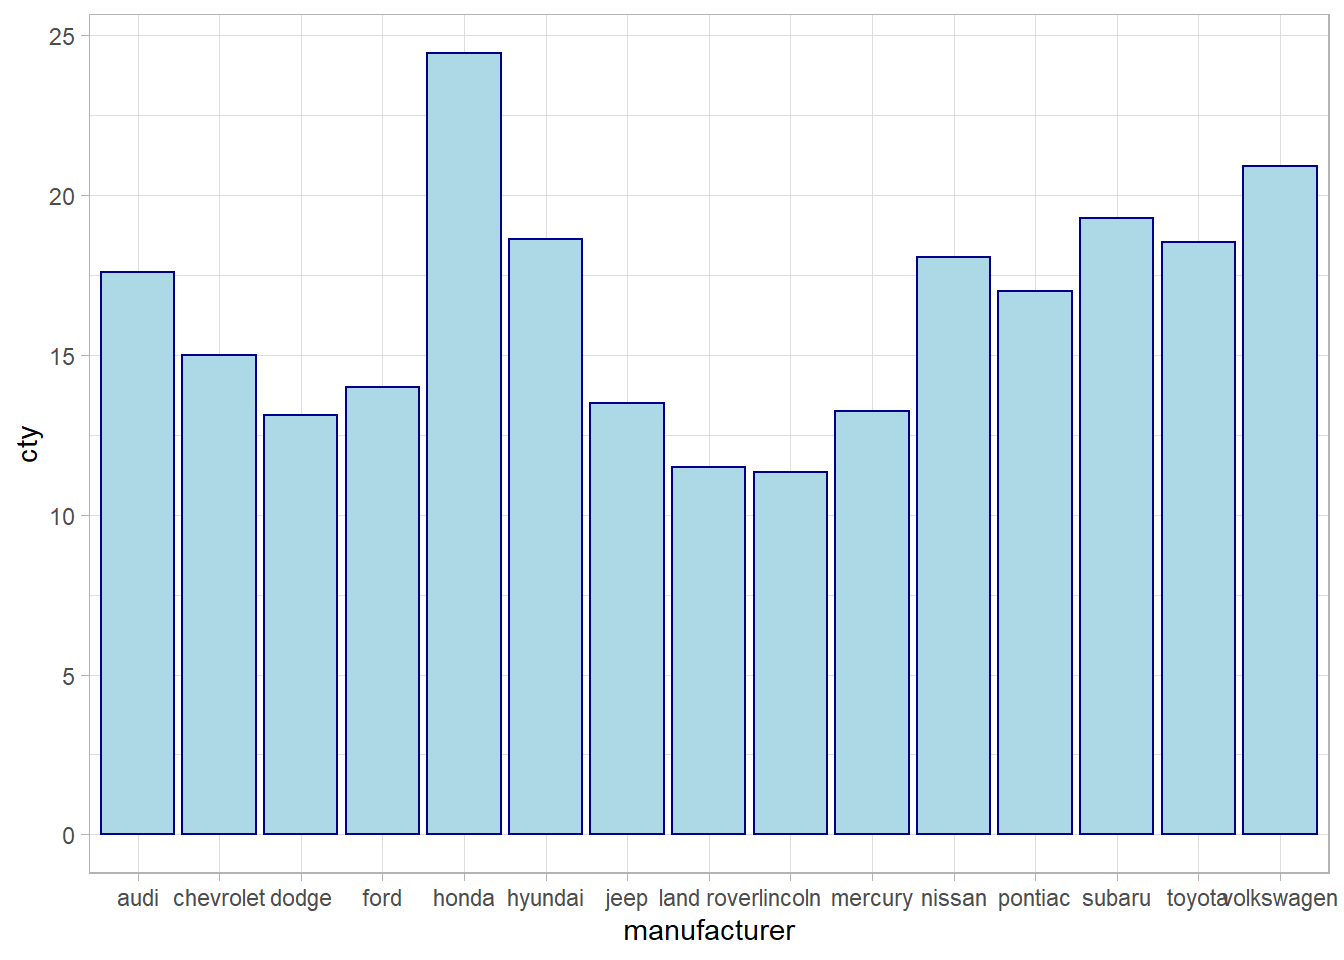 25
20
15
10
5
0
cty
audi chevrolet dodge ford honda hyundai jeep land rover lincoln mercury nissan pontiac subaru toyota volkswagen
manufacturer